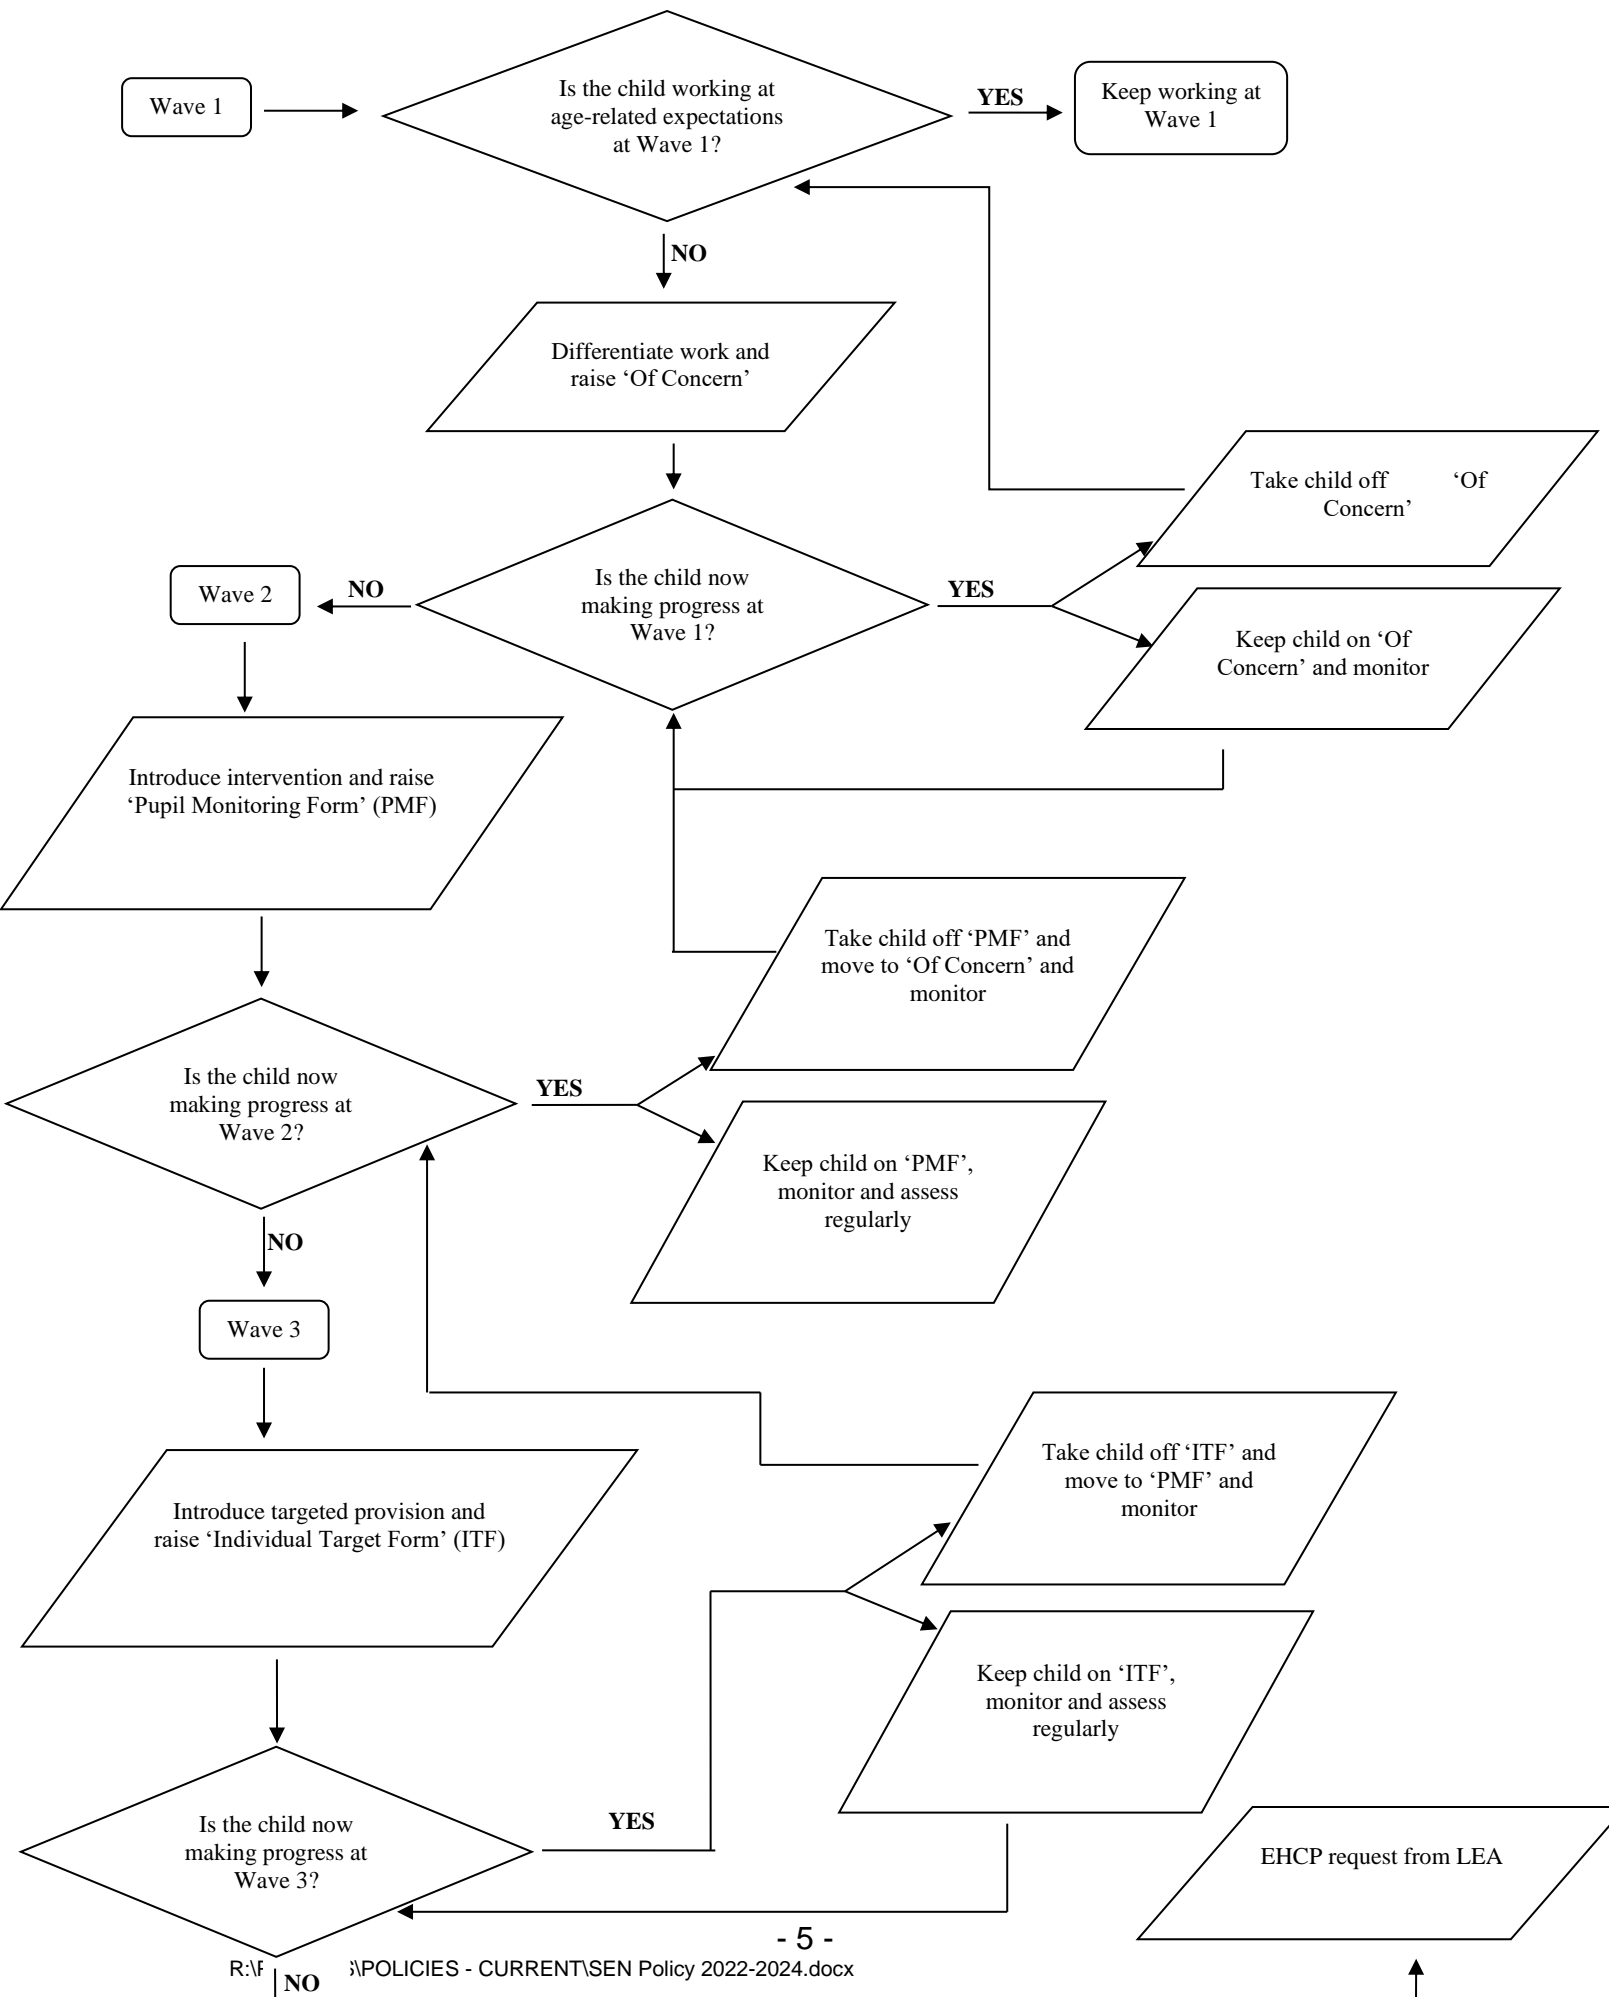 Wave 1
Is the child working at
age-related expectations
at Wave 1?
YES
Keep working at
Wave 1
NO
Differentiate work and
raise ‘Of Concern’
Take child off ‘Of
Concern’
Wave 2
NO
Is the child now
making progress at
Wave 1?
YES
Keep child on ‘Of
Concern’ and monitor
Introduce intervention and raise
‘Pupil Monitoring Form’ (PMF)
Take child off ‘PMF’ and
move to ‘Of Concern’ and
monitor
Is the child now
making progress at
Wave 2?
YES
Keep child on ‘PMF’,
monitor and assess
regularly
NO
Wave 3
Take child off ‘ITF’ and
move to ‘PMF’ and
monitor
Introduce targeted provision and
raise ‘Individual Target Form’ (ITF)
Keep child on ‘ITF’,
monitor and assess
regularly
Is the child now
making progress at
Wave 3?
YES
EHCP request from LEA
- 5 -
\POLICIES - CURRENT\SEN Policy 2022-2024.docx
NO